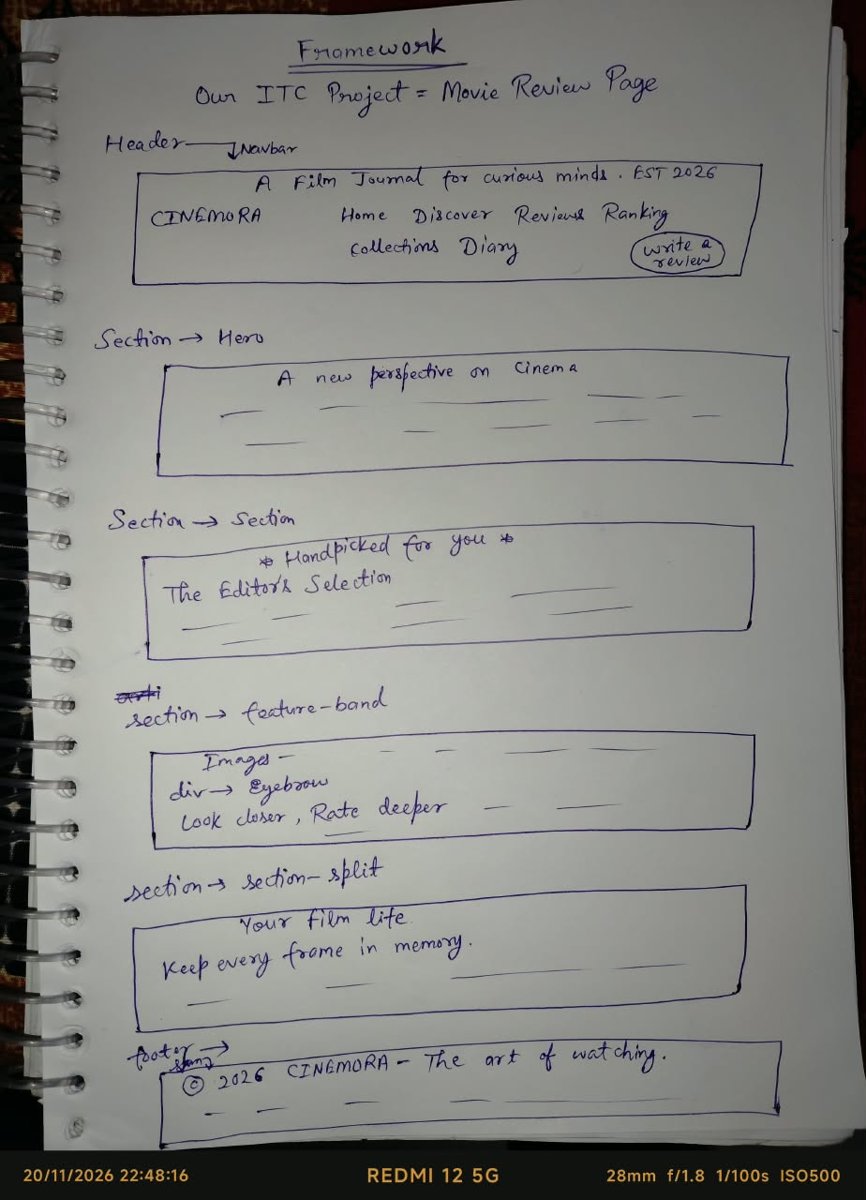 Framework
Our ITC Project = Movie Review Page
Header → Navbar
A Film Journal for curious minds. EST 2026
CINEMORA Home Discover Reviews Ranking
Collections Diary
write a
review
Section → Hero
A new perspective on Cinema
Section → Section
* Handpicked for you *
The Editor's Selection
section → feature-band
Images -
div → Eyebrow
Look closer, Rate deeper
section → section-split
Your film life
Keep every frame in memory.
footer →
© 2026 CINEMORA - The art of watching.
20/11/2026 22:48:16 REDMI 12 5G 28mm f/1.8 1/100s ISO500